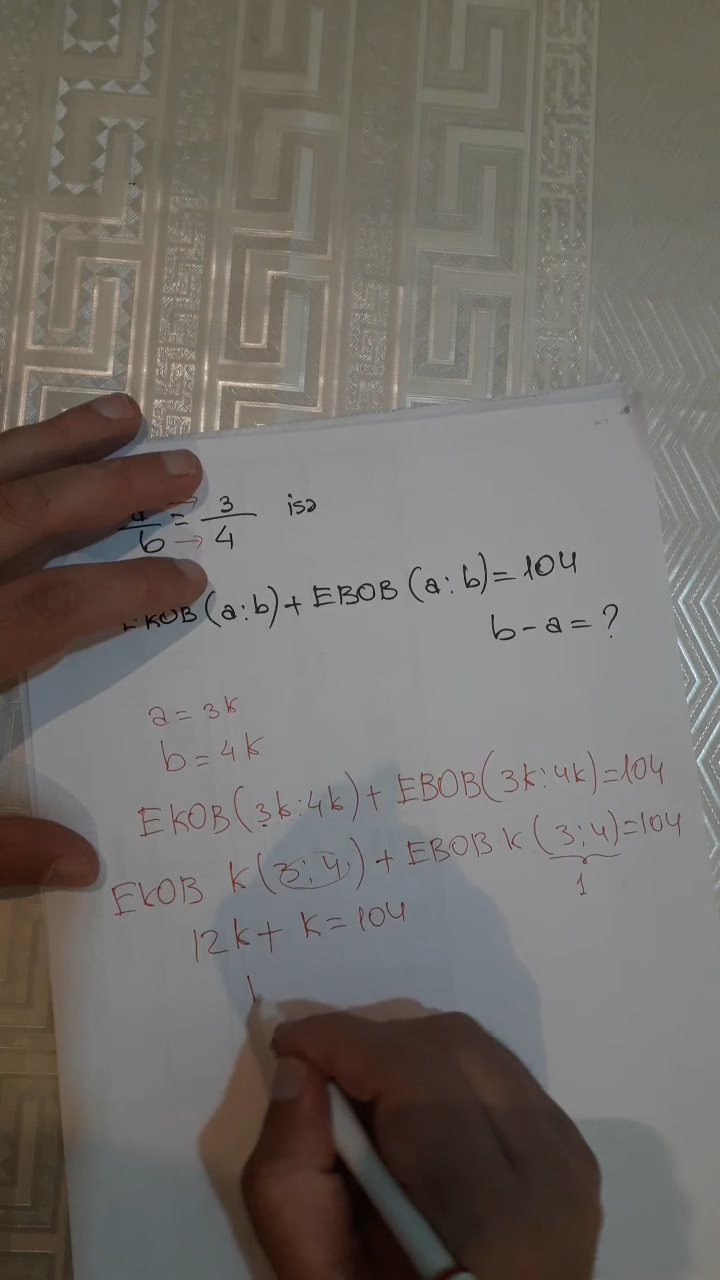 a/b = 3/4 isə
EKOB (a:b) + EBOB (a:b) = 104
b - a = ?
a = 3k
b = 4k
EKOB(3k:4k) + EBOB(3k:4k) = 104
EKOB k(3:4) + EBOB k (3:4) = 104
1
12k + k = 104